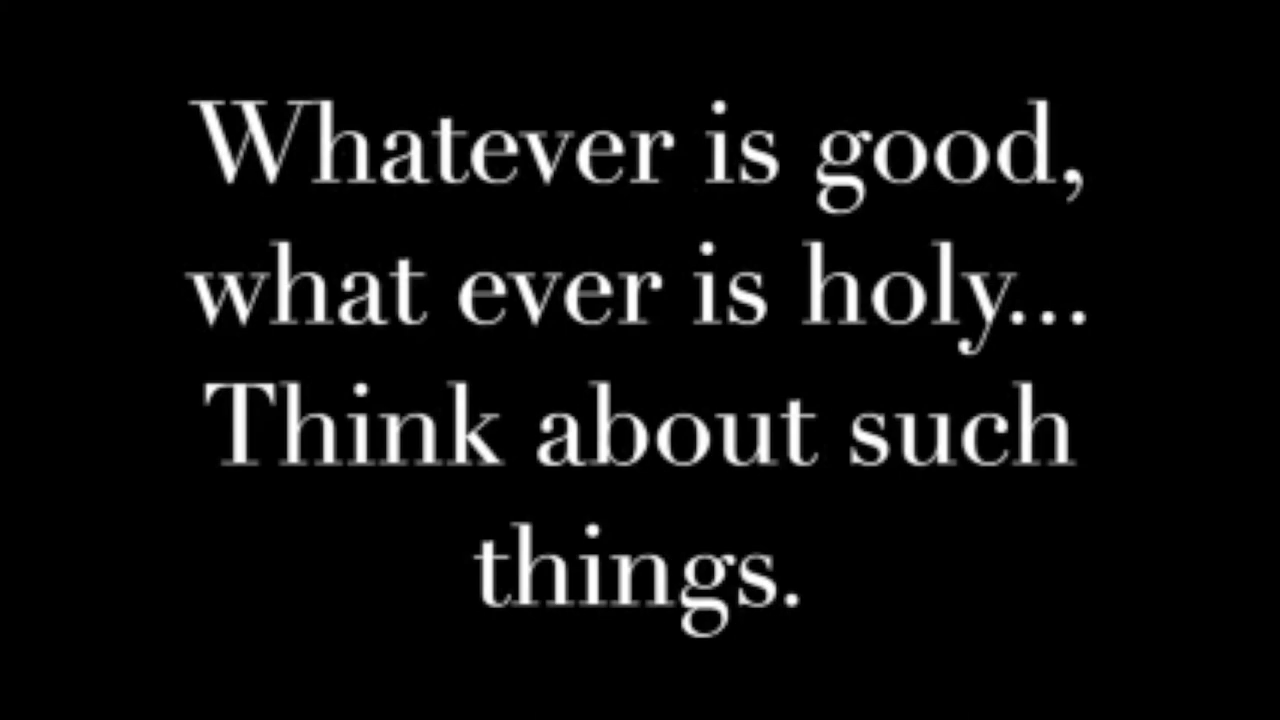 Whatever is good,
what ever is holy...
Think about such
things.